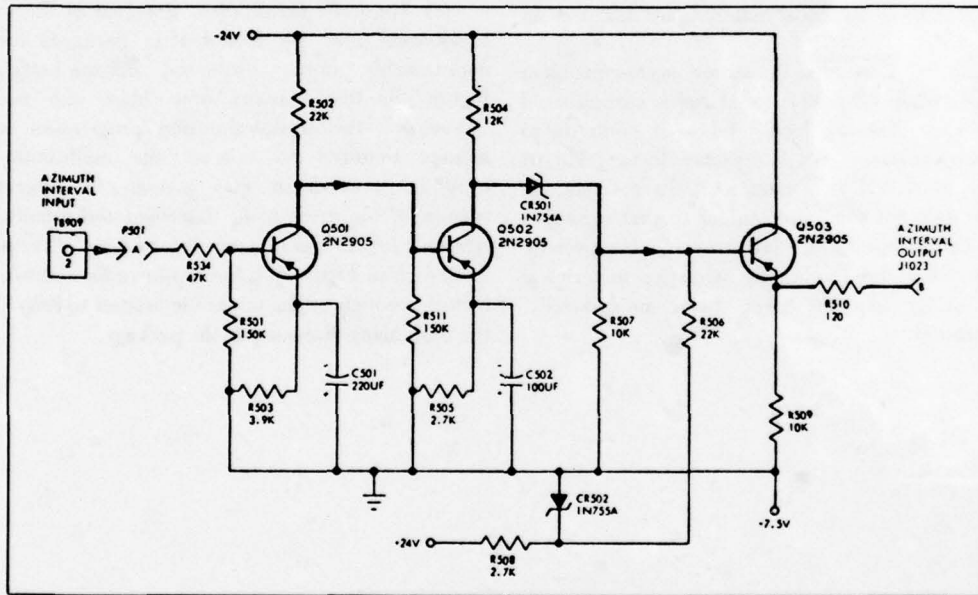 -24V
R502
22K
R504
12K
AZIMUTH
INTERVAL
INPUT
TB909
2
P501
A
R534
47K
Q501
2N2905
Q502
2N2905
CR501
1N754A
Q503
2N2905
AZIMUTH
INTERVAL
OUTPUT
J1023
B
R510
120
R501
150K
R511
150K
R507
10K
R506
22K
C501
220UF
C502
100UF
R503
3.9K
R505
2.7K
R509
10K
CR502
1N755A
-7.5V
+24V
R508
2.7K